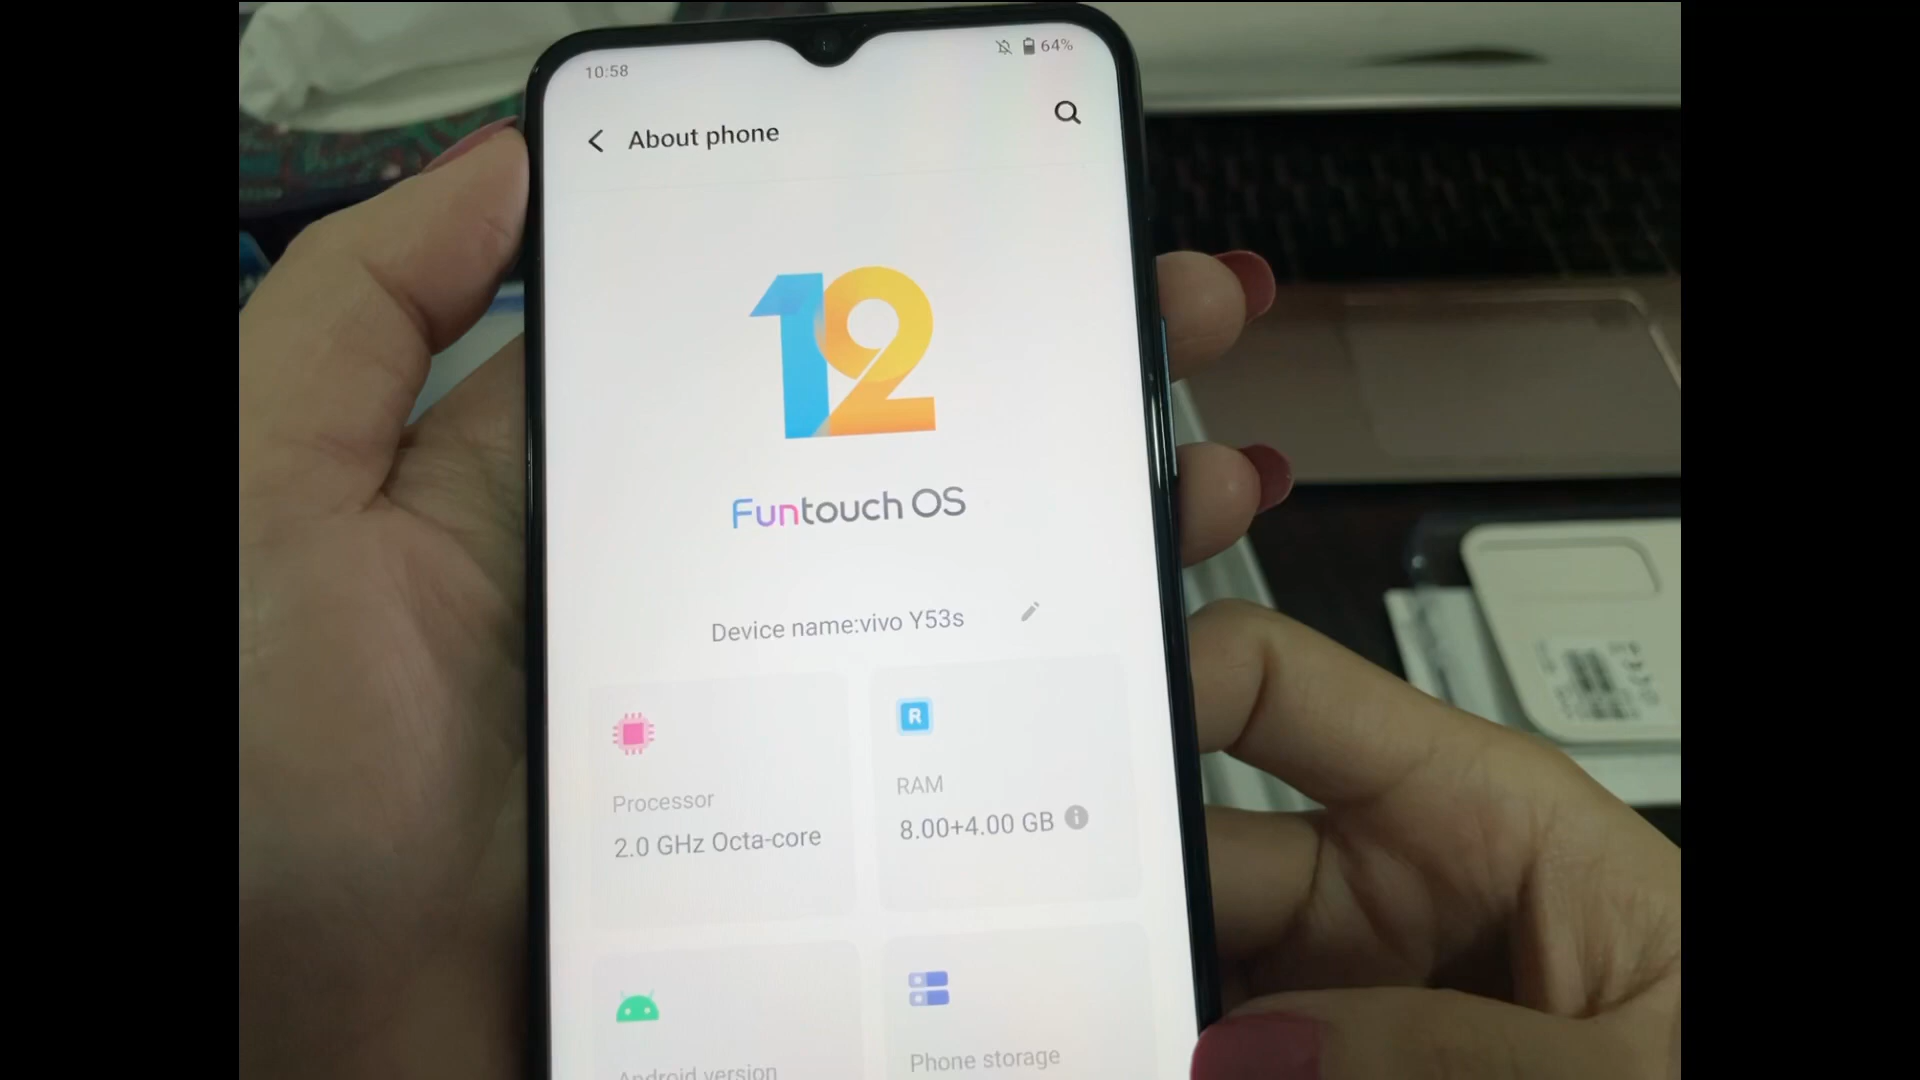 10:58
64%
About phone
12
Funtouch OS
Device name:vivo Y53s
R
Processor
2.0 GHz Octa-core
RAM
8.00+4.00 GB
Android version
Phone storage